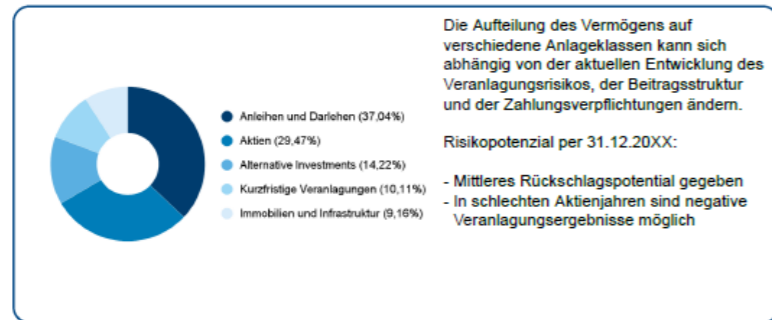 Die Aufteilung des Vermögens auf
verschiedene Anlageklassen kann sich
abhängig von der aktuellen Entwicklung des
Veranlagungsrisikos, der Beitragsstruktur
und der Zahlungsverpflichtungen ändern.
Risikopotenzial per 31.12.20XX:
- Mittleres Rückschlagspotential gegeben
- In schlechten Aktienjahren sind negative
Veranlagungsergebnisse möglich
Anleihen und Darlehen (37,04%)
Aktien (29,47%)
Alternative Investments (14,22%)
Kurzfristige Veranlagungen (10,11%)
Immobilien und Infrastruktur (9,16%)